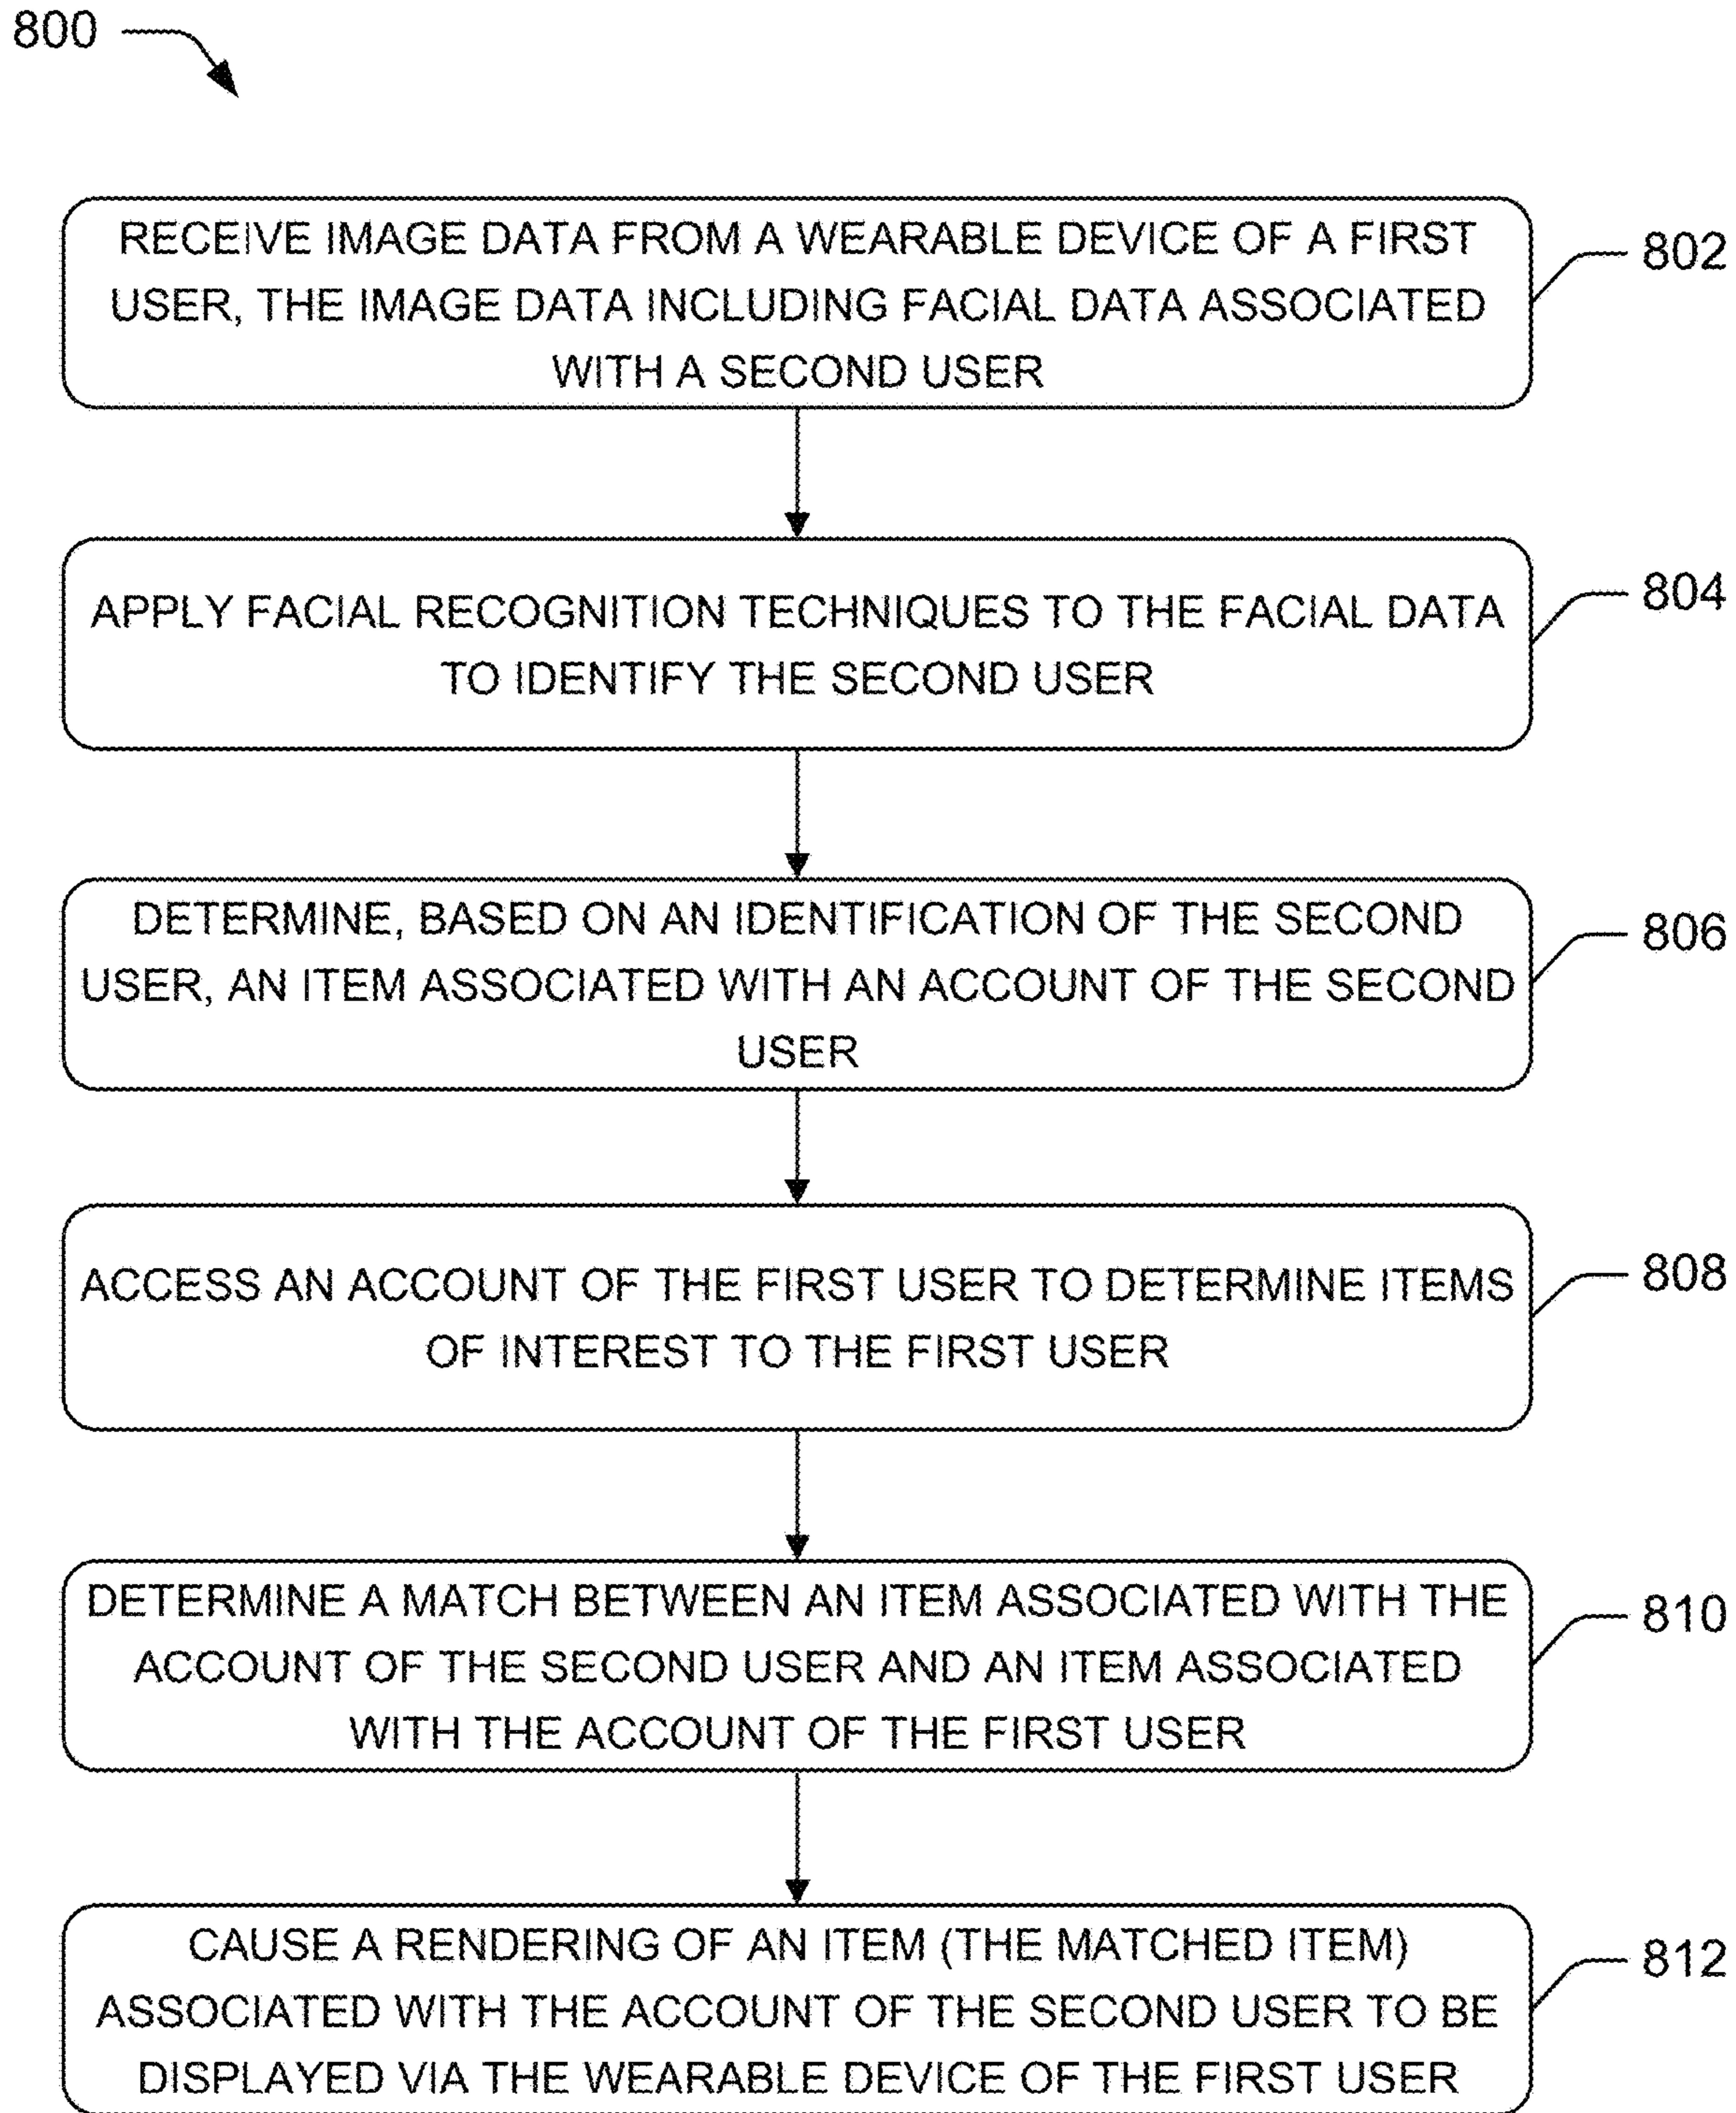 800
RECEIVE IMAGE DATA FROM A WEARABLE DEVICE OF A FIRST
USER, THE IMAGE DATA INCLUDING FACIAL DATA ASSOCIATED
WITH A SECOND USER
802
APPLY FACIAL RECOGNITION TECHNIQUES TO THE FACIAL DATA
TO IDENTIFY THE SECOND USER
804
DETERMINE, BASED ON AN IDENTIFICATION OF THE SECOND
USER, AN ITEM ASSOCIATED WITH AN ACCOUNT OF THE SECOND
USER
806
ACCESS AN ACCOUNT OF THE FIRST USER TO DETERMINE ITEMS
OF INTEREST TO THE FIRST USER
808
DETERMINE A MATCH BETWEEN AN ITEM ASSOCIATED WITH THE
ACCOUNT OF THE SECOND USER AND AN ITEM ASSOCIATED
WITH THE ACCOUNT OF THE FIRST USER
810
CAUSE A RENDERING OF AN ITEM (THE MATCHED ITEM)
ASSOCIATED WITH THE ACCOUNT OF THE SECOND USER TO BE
DISPLAYED VIA THE WEARABLE DEVICE OF THE FIRST USER
812